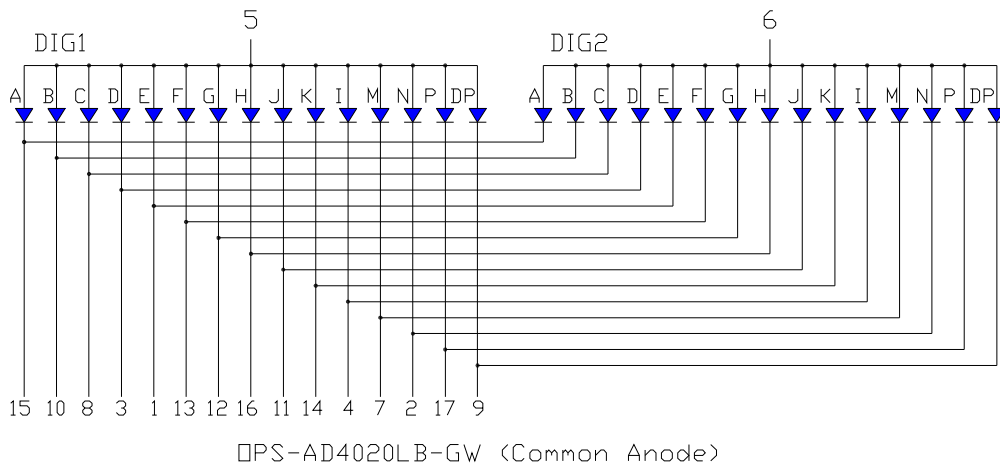 5
6
DIG1
DIG2
A B C D E F G H J K I M N P DP
A B C D E F G H J K I M N P DP
15 10 8 3 1 13 12 16 11 14 4 7 2 17 9
□PS-AD4020LB-GW (Common Anode)